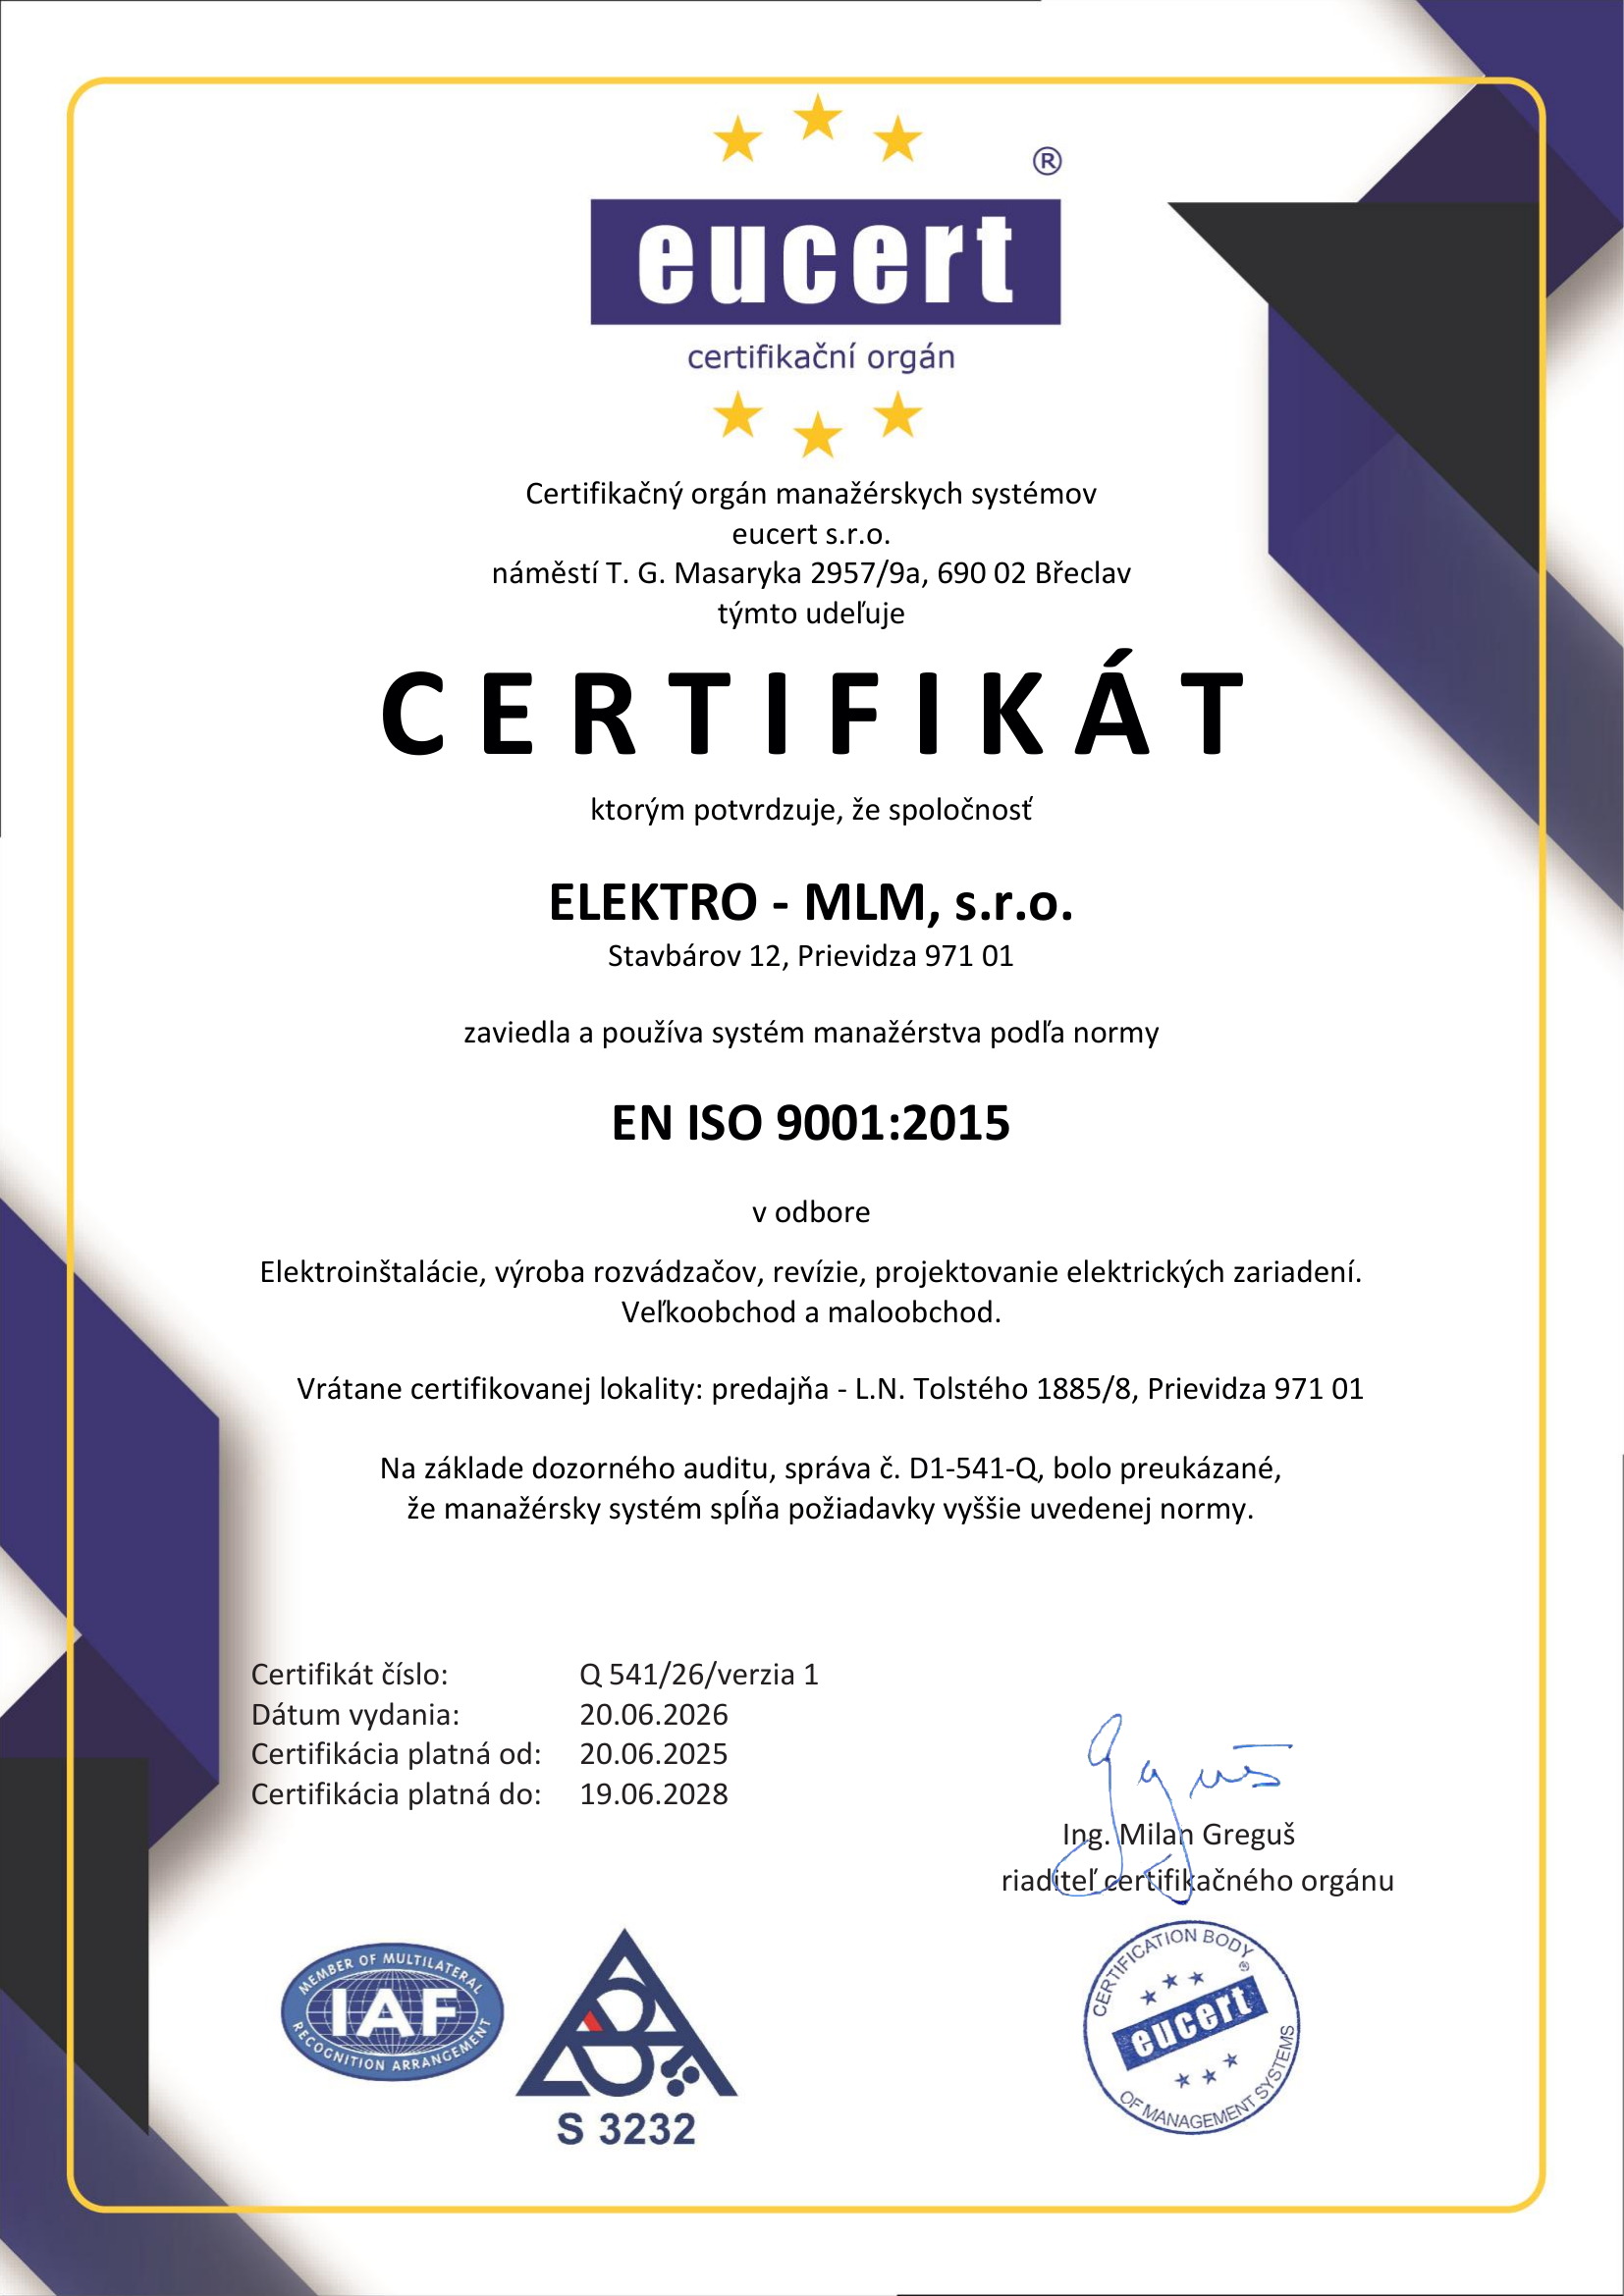 ®
eucert
certifikační orgán
Certifikačný orgán manažérskych systémov
eucert s.r.o.
náměstí T. G. Masaryka 2957/9a, 690 02 Břeclav
týmto udeľuje
CERTIFIKÁT
ktorým potvrdzuje, že spoločnosť
ELEKTRO - MLM, s.r.o.
Stavbárov 12, Prievidza 971 01
zaviedla a používa systém manažérstva podľa normy
EN ISO 9001:2015
v odbore
Elektroinštalácie, výroba rozvádzačov, revízie, projektovanie elektrických zariadení.
Veľkoobchod a maloobchod.
Vrátane certifikovanej lokality: predajňa - L.N. Tolstého 1885/8, Prievidza 971 01
Na základe dozorného auditu, správa č. D1-541-Q, bolo preukázané,
že manažérsky systém spĺňa požiadavky vyššie uvedenej normy.
Certifikát číslo: Q 541/26/verzia 1
Dátum vydania: 20.06.2026
Certifikácia platná od: 20.06.2025
Certifikácia platná do: 19.06.2028
Ing. Milan Greguš
riaditeľ certifikačného orgánu
MEMBER OF MULTILATERAL
IAF
RECOGNITION ARRANGEMENT
S 3232
CERTIFICATION BODY
®
eucert
OF MANAGEMENT SYSTEMS